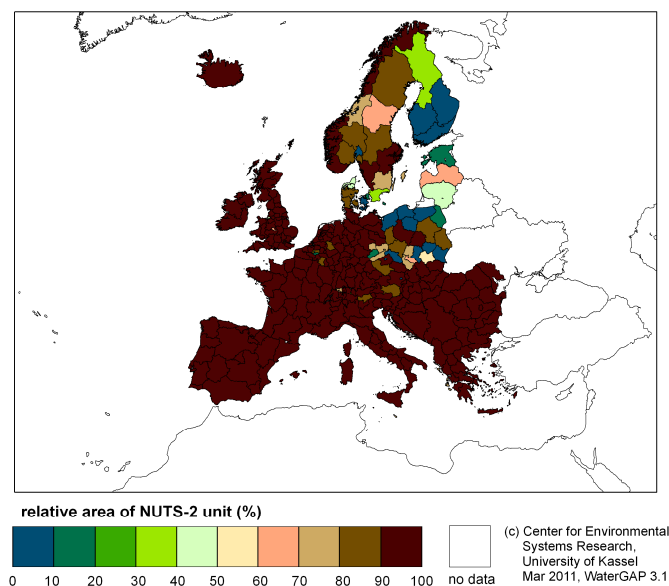 relative area of NUTS-2 unit (%)
0 10 20 30 40 50 60 70 80 90 100
no data
(c) Center for Environmental
Systems Research,
University of Kassel
Mar 2011, WaterGAP 3.1